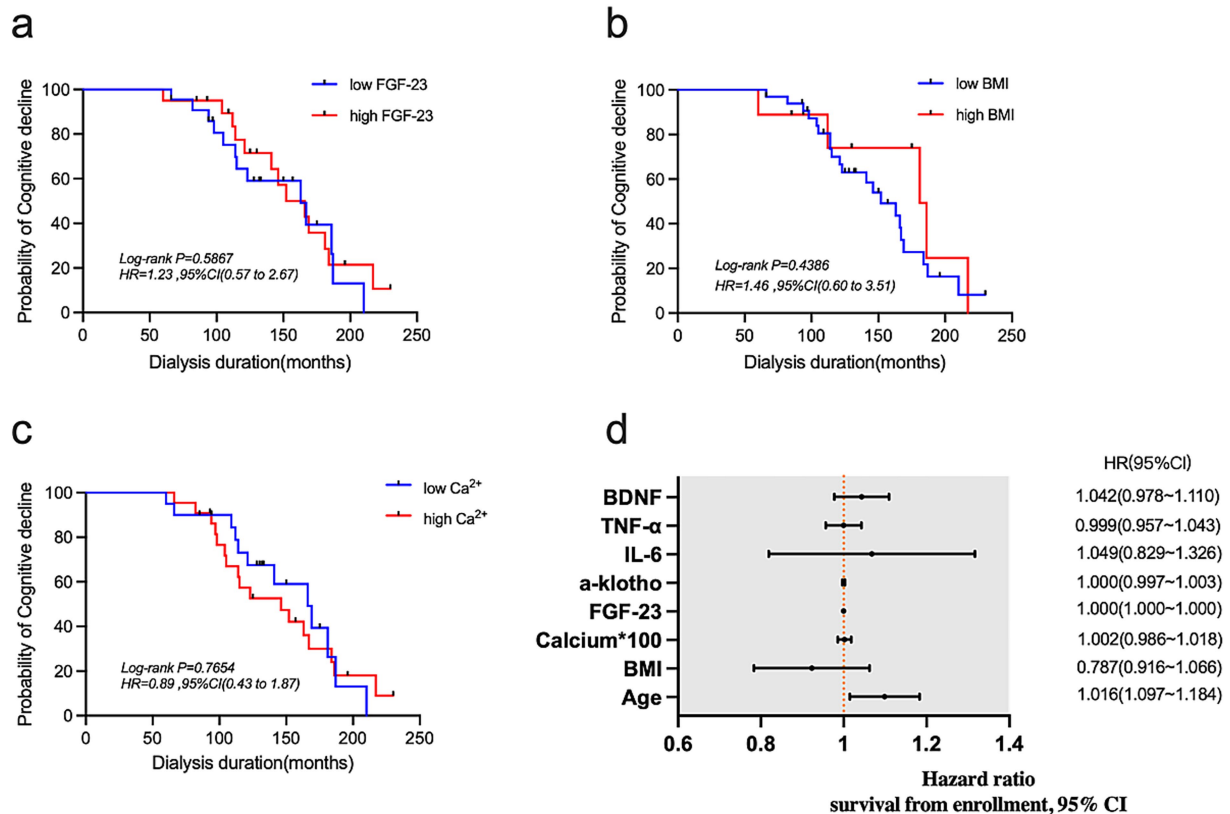 a
low FGF-23
high FGF-23
Probability of Cognitive decline
100
80
60
40
20
0
Log-rank P=0.5867
HR=1.23 ,95%CI(0.57 to 2.67)
0 50 100 150 200 250
Dialysis duration(months)
b
low BMI
high BMI
Probability of Cognitive decline
100
80
60
40
20
0
Log-rank P=0.4386
HR=1.46 ,95%CI(0.60 to 3.51)
0 50 100 150 200 250
Dialysis duration(months)
c
low Ca²⁺
high Ca²⁺
Probability of Cognitive decline
100
80
60
40
20
0
Log-rank P=0.7654
HR=0.89 ,95%CI(0.43 to 1.87)
0 50 100 150 200 250
Dialysis duration(months)
d
HR(95%CI)
BDNF 1.042(0.978~1.110)
TNF-α 0.999(0.957~1.043)
IL-6 1.049(0.829~1.326)
a-klotho 1.000(0.997~1.003)
FGF-23 1.000(1.000~1.000)
Calcium*100 1.002(0.986~1.018)
BMI 0.787(0.916~1.066)
Age 1.016(1.097~1.184)
0.6 0.8 1 1.2 1.4
Hazard ratio
survival from enrollment, 95% CI